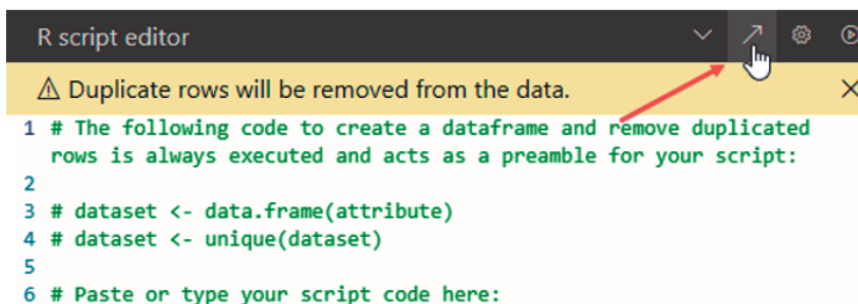 R script editor
Duplicate rows will be removed from the data.
1 # The following code to create a dataframe and remove duplicated
rows is always executed and acts as a preamble for your script:
2
3 # dataset <- data.frame(attribute)
4 # dataset <- unique(dataset)
5
6 # Paste or type your script code here: